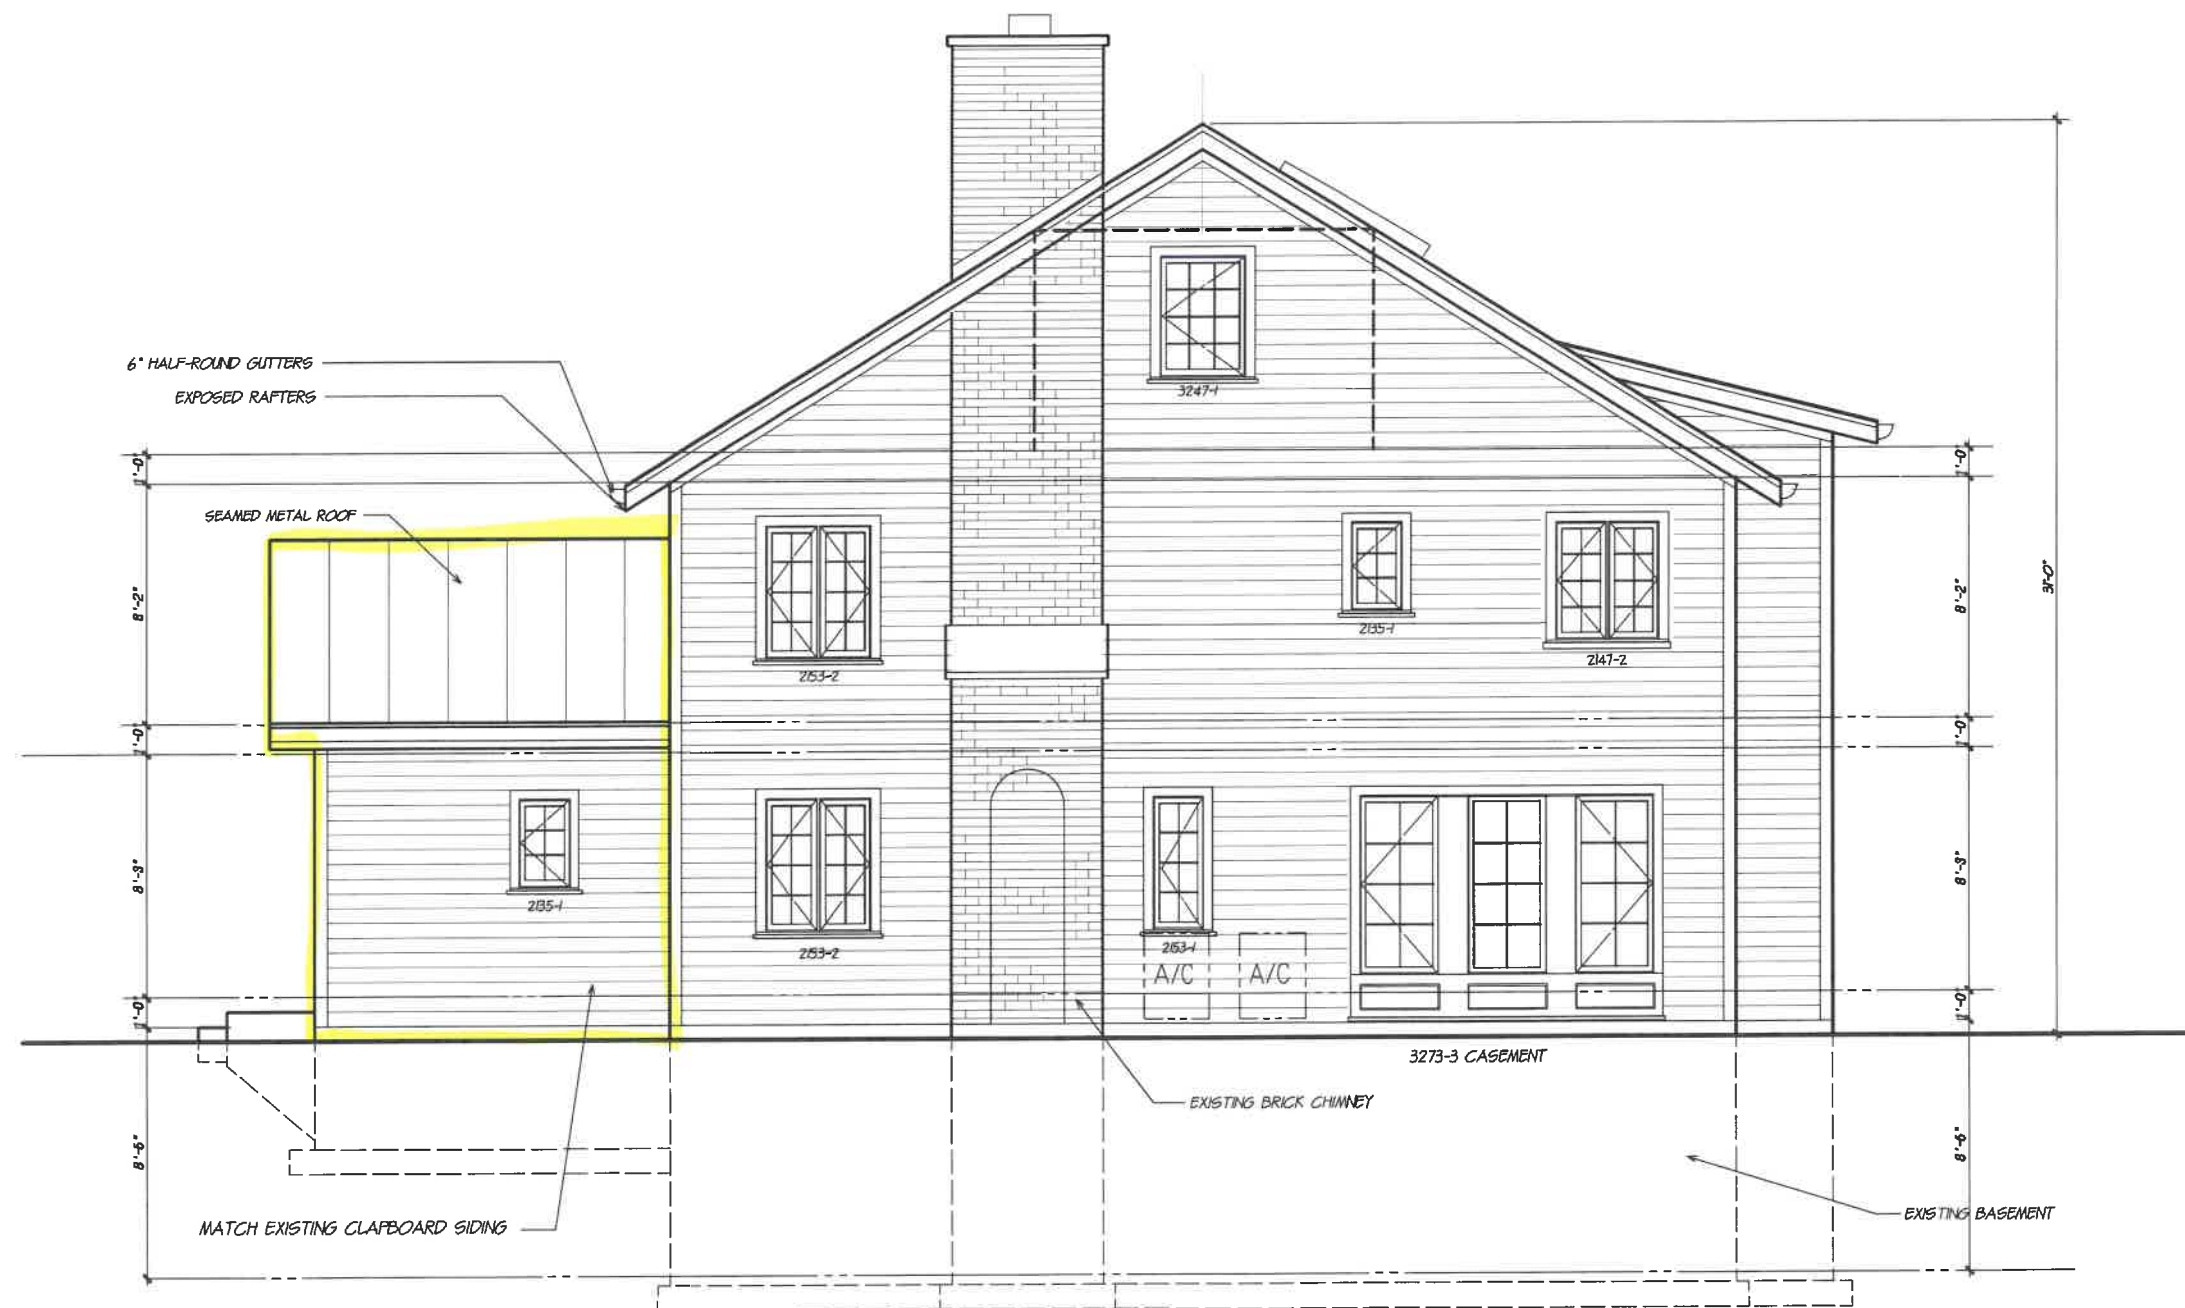 31'-0"
3247-1
6" HALF-ROUND GUTTERS
EXPOSED RAFTERS
1'-0"
1'-0"
SEAMED METAL ROOF
8'-2"
8'-2"
2153-2
2135-1
2147-2
1'-0"
1'-0"
8'-3"
8'-3"
2135-1
2153-2
2153-1
A/C
A/C
1'-0"
1'-0"
3273-3 CASEMENT
EXISTING BRICK CHIMNEY
8'-6"
8'-6"
MATCH EXISTING CLAPBOARD SIDING
EXISTING BASEMENT